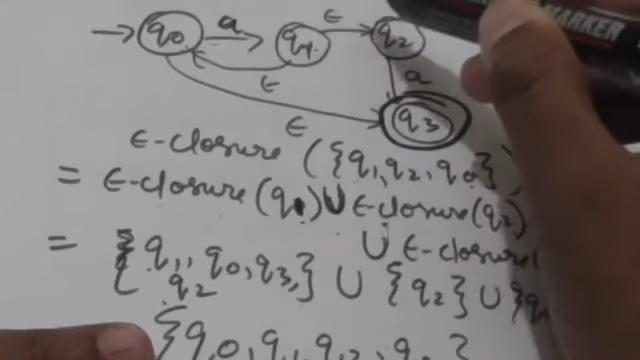 q0 a q1 ε q2
ε a
ε q3
ε-closure ({q1, q2, q0})
= ε-closure(q1) U ε-closure(q2)
U ε-closure(
= {q1, q0, q3, q2} U {q2} U {q
{q0, q1, q2, q
MARKER